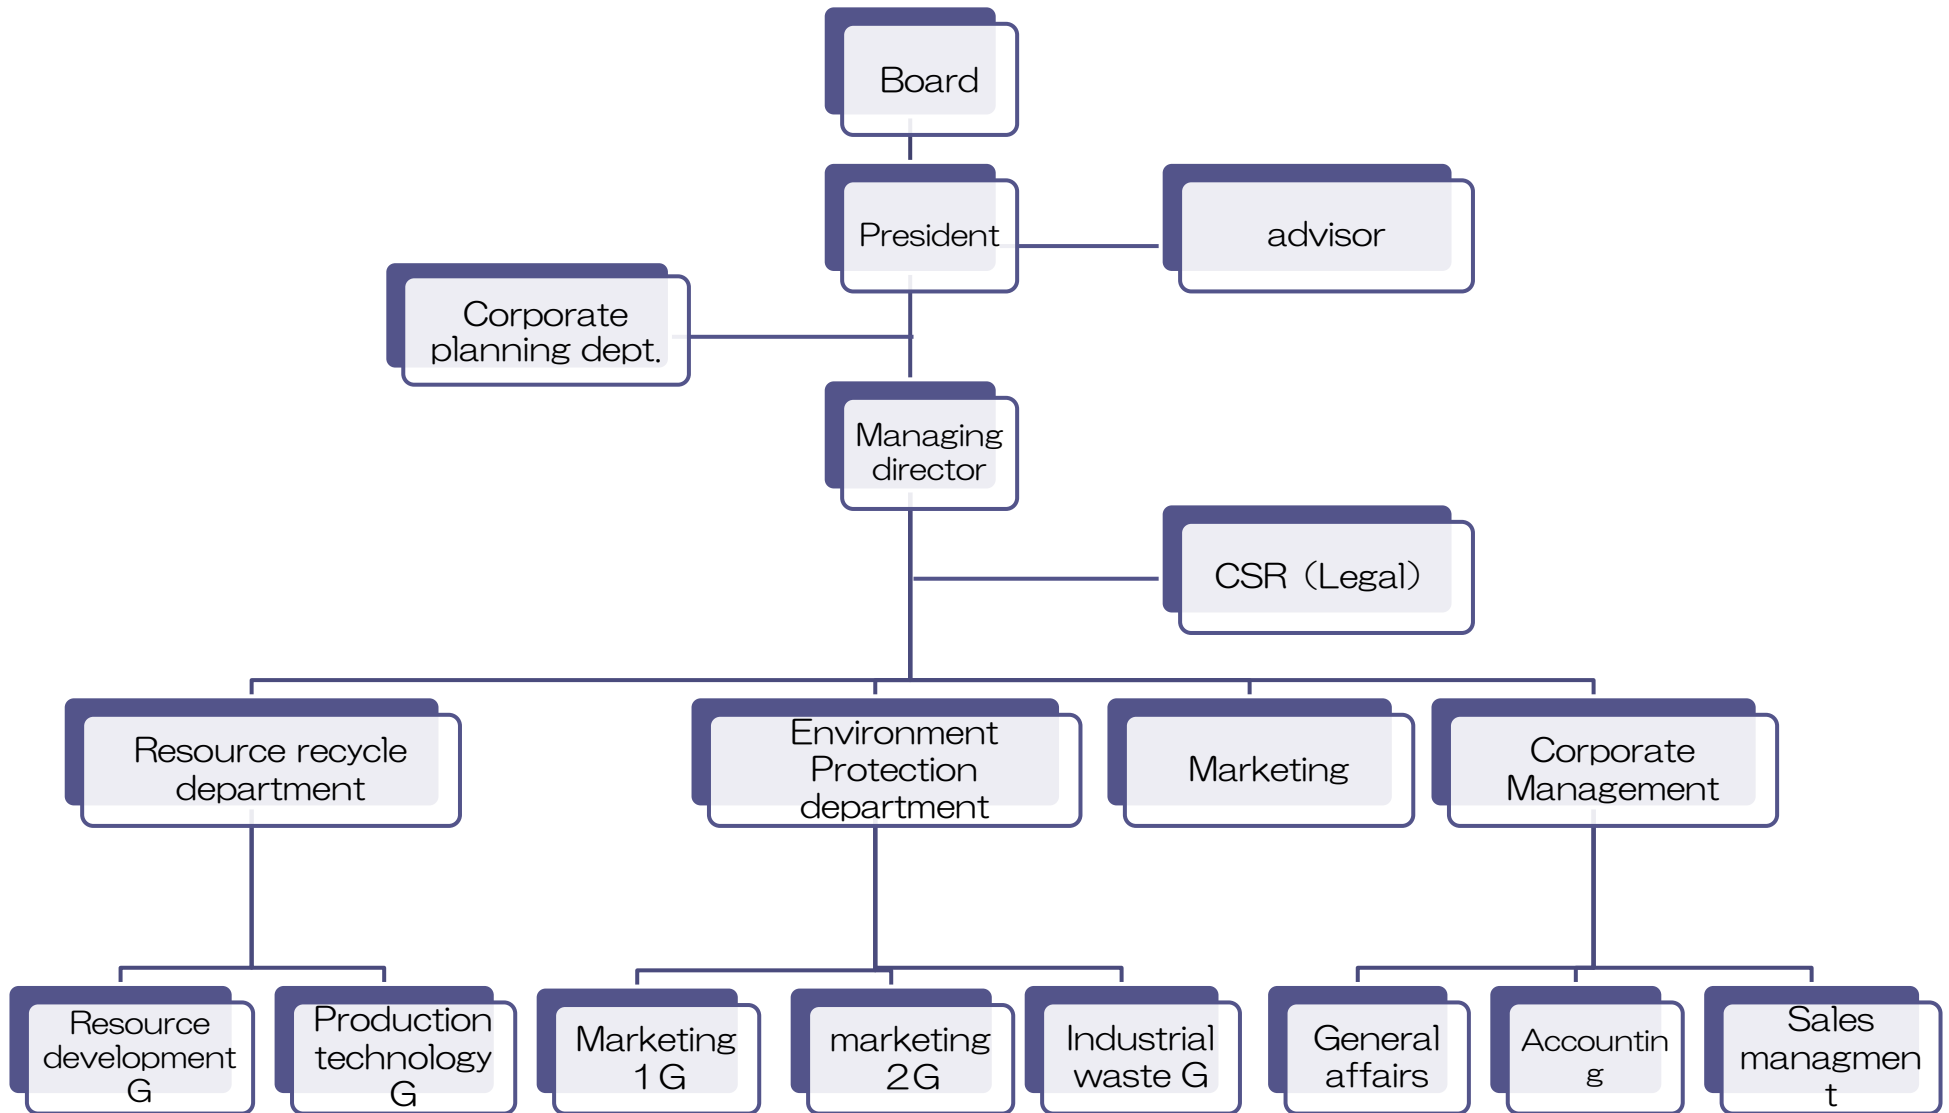 Board
President
advisor
Corporate
planning dept.
Managing
director
CSR（Legal）
Resource recycle
department
Environment
Protection
department
Marketing
Corporate
Management
Resource
development
G
Production
technology
G
Marketing
1G
marketing
2G
Industrial
waste G
General
affairs
Accountin
g
Sales
managmen
t